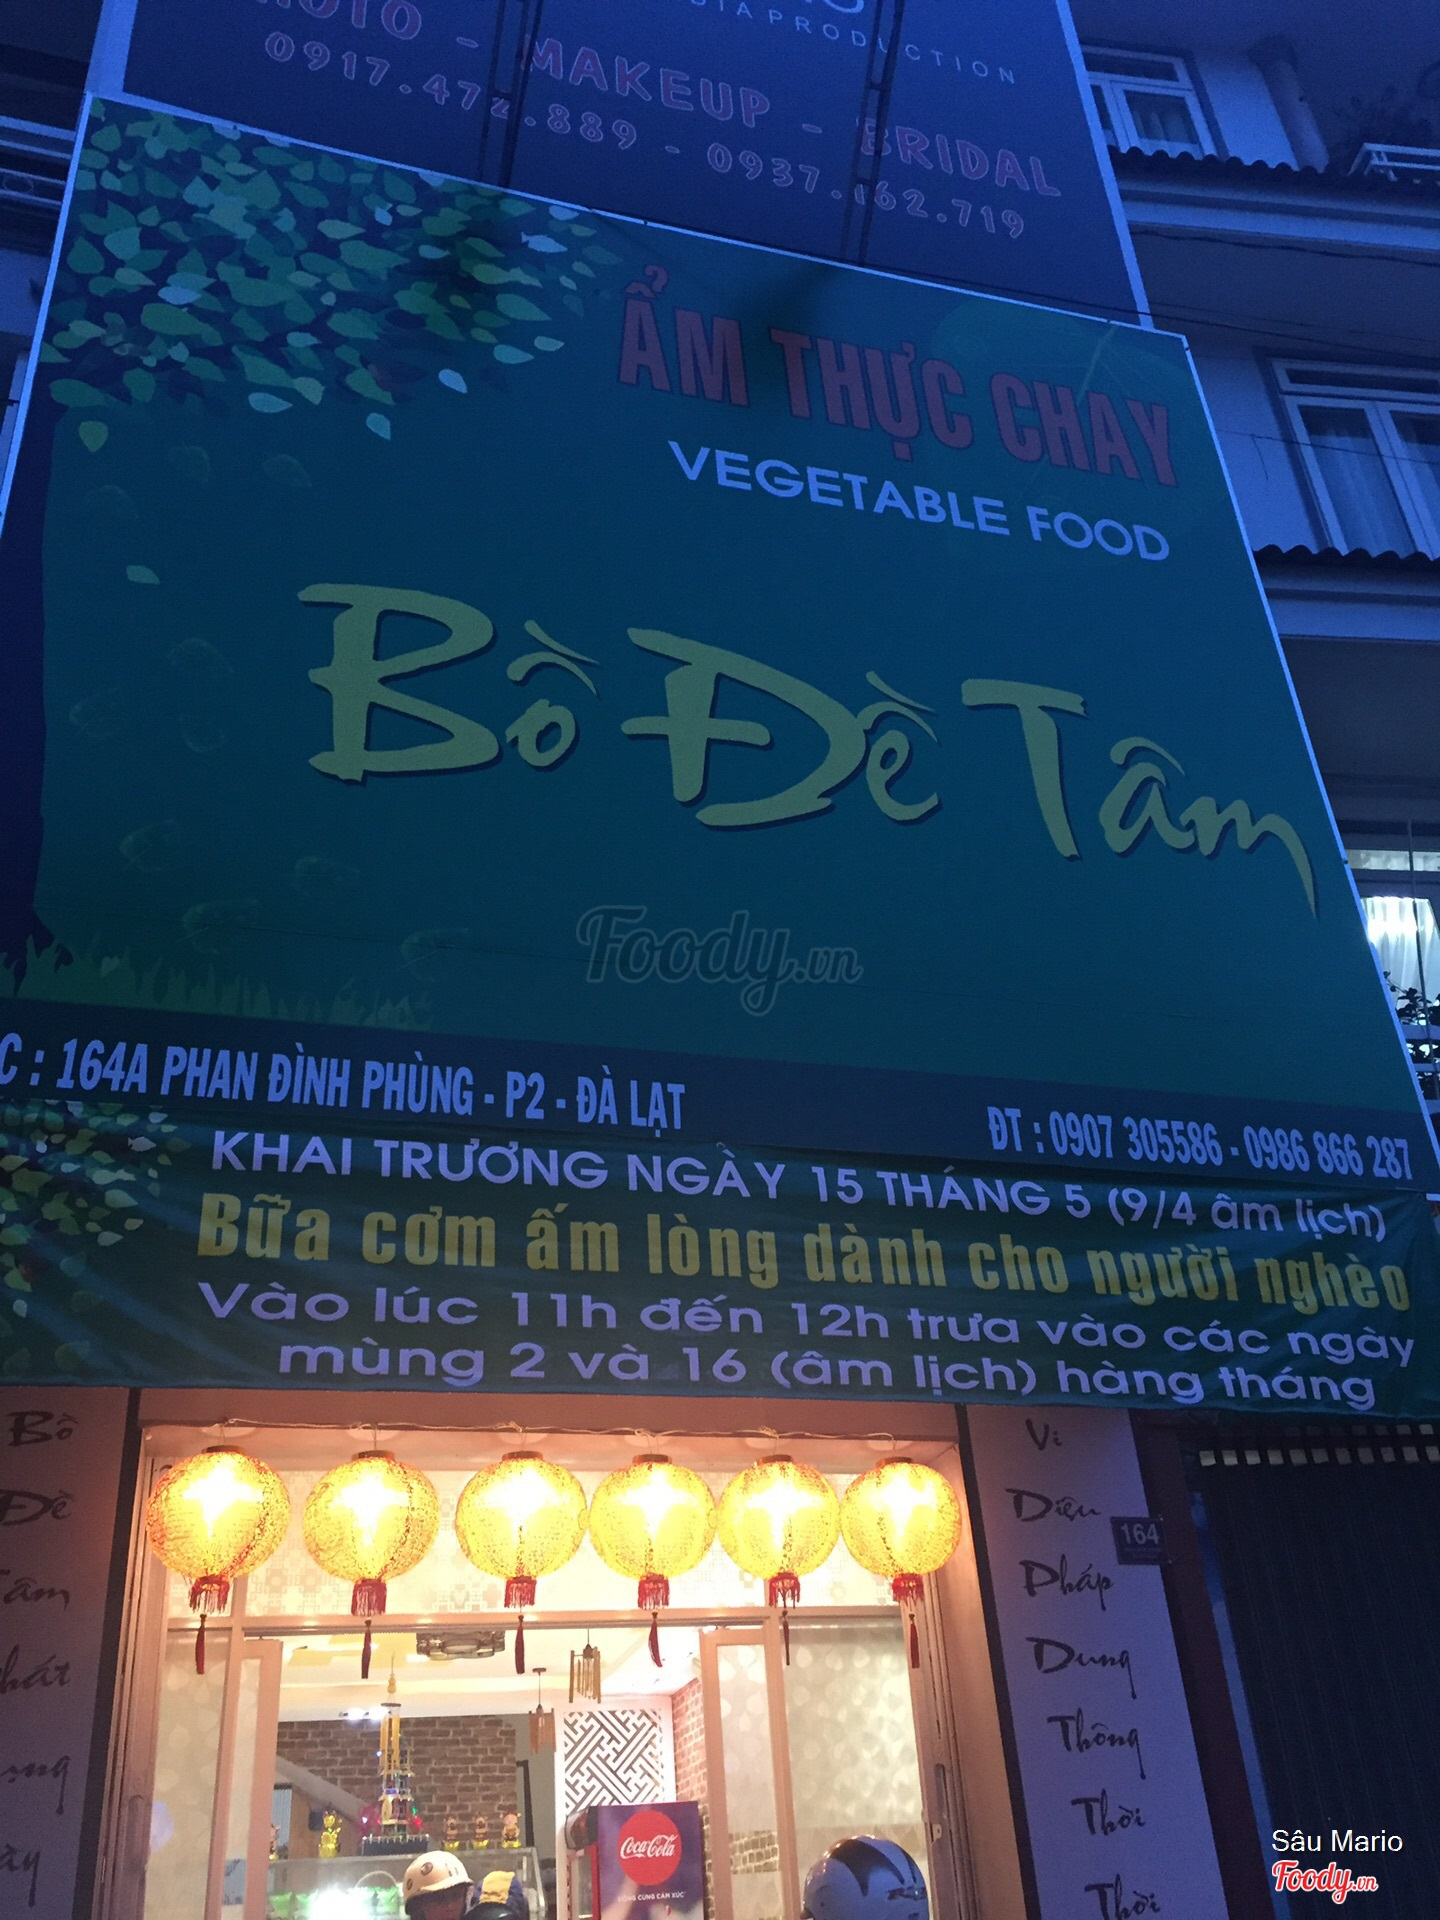 DIA PRODUCTION
MAKEUP - BRIDAL
0917.472.889 - 0937.162.719
ẨM THỰC CHAY
VEGETABLE FOOD
Bồ Đề Tâm
Foody.vn
C : 164A PHAN ĐÌNH PHÙNG - P2 - ĐÀ LẠT
ĐT : 0907 305586 - 0986 866 287
KHAI TRƯƠNG NGÀY 15 THÁNG 5 (9/4 âm lịch)
Bữa cơm ấm lòng dành cho người nghèo
Vào lúc 11h đến 12h trưa vào các ngày
mùng 2 và 16 (âm lịch) hàng tháng
Bồ
Đề
Tâm
Vi
Diệu
Pháp
Dung
Thông
Thời
Thời
164
Coca-Cola
Sâu Mario
Foody.vn